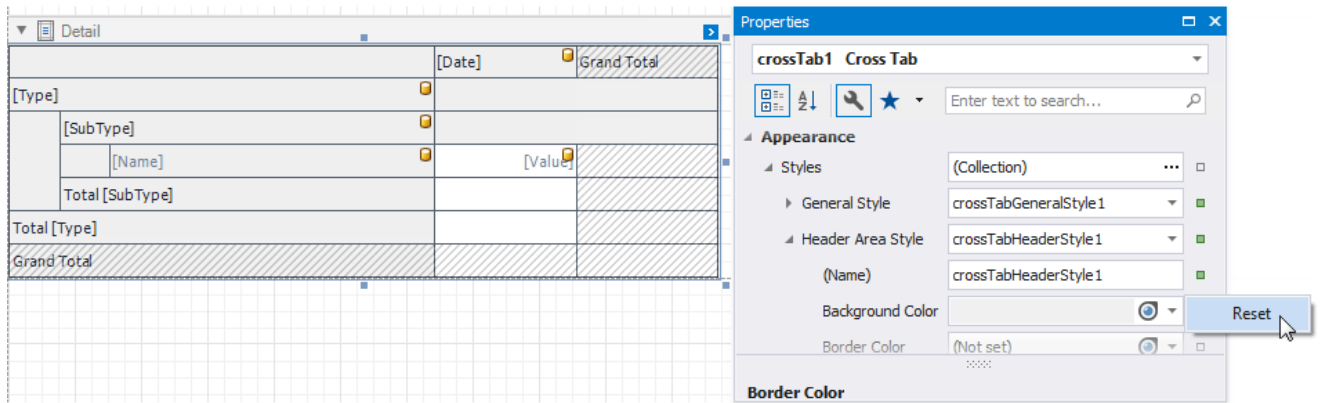 Detail
[Date] Grand Total
[Type]
[SubType]
[Name] [Value]
Total [SubType]
Total [Type]
Grand Total
Properties
crossTab1 Cross Tab
Enter text to search...
Appearance
Styles (Collection)
General Style crossTabGeneralStyle1
Header Area Style crossTabHeaderStyle1
(Name) crossTabHeaderStyle1
Background Color
Reset
Border Color (Not set)
Border Color